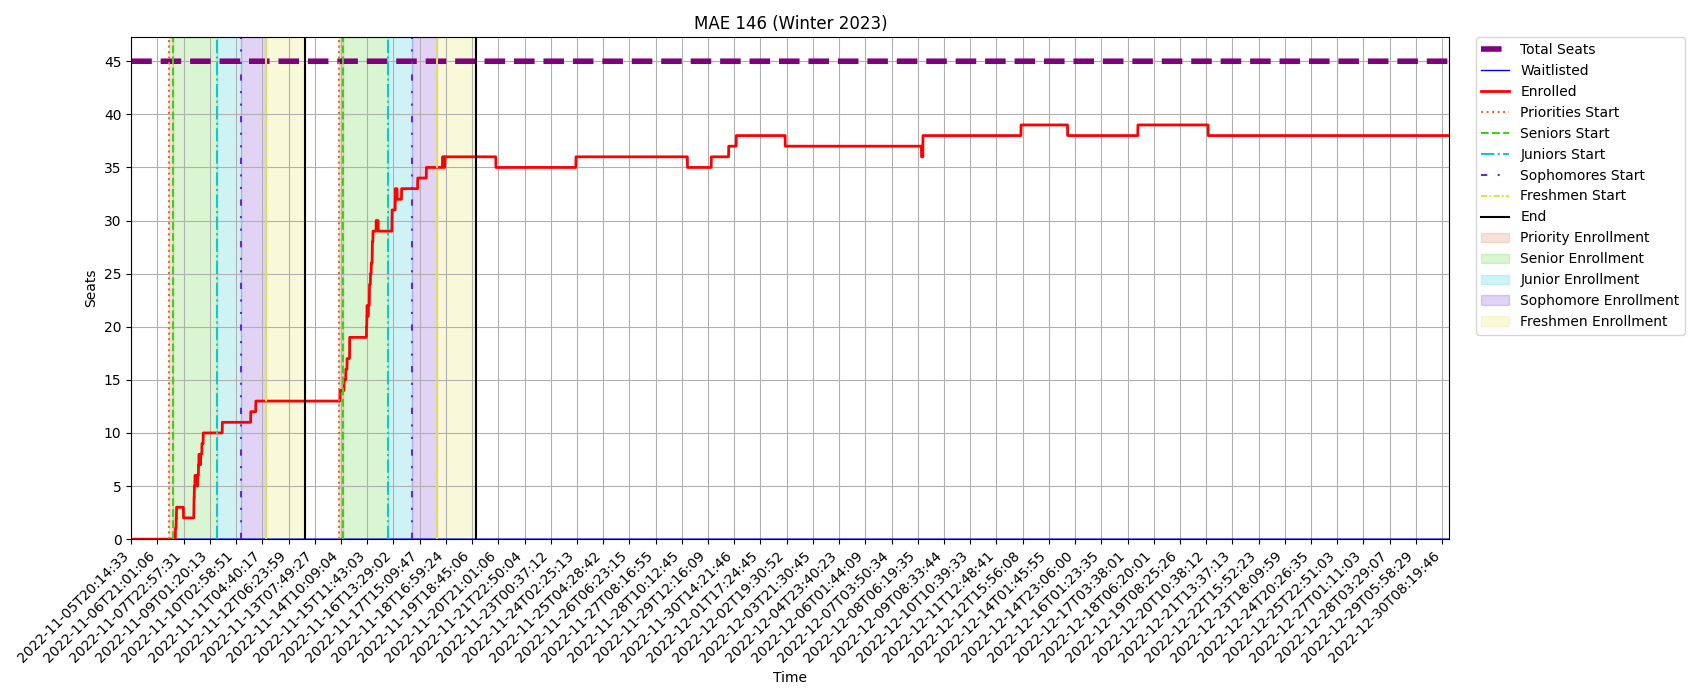 MAE 146 (Winter 2023)
Seats
45
40
35
30
25
20
15
10
5
0
2022-11-05T20:14:33
2022-11-06T21:01:06
2022-11-07T22:57:31
2022-11-09T01:20:13
2022-11-10T02:58:51
2022-11-11T04:40:17
2022-11-12T06:23:59
2022-11-13T07:49:27
2022-11-14T10:09:04
2022-11-15T11:43:03
2022-11-16T13:29:02
2022-11-17T15:09:47
2022-11-18T16:59:24
2022-11-19T18:45:06
2022-11-20T21:01:06
2022-11-21T22:50:04
2022-11-23T00:37:12
2022-11-24T02:25:13
2022-11-25T04:28:42
2022-11-26T06:23:15
2022-11-27T08:16:55
2022-11-28T10:12:45
2022-11-29T12:16:09
2022-11-30T14:21:46
2022-12-01T17:24:45
2022-12-02T19:30:52
2022-12-03T21:30:45
2022-12-04T23:40:23
2022-12-06T01:44:09
2022-12-07T03:50:34
2022-12-08T06:19:35
2022-12-09T08:33:44
2022-12-10T10:39:33
2022-12-11T12:48:41
2022-12-12T15:56:08
2022-12-14T01:45:55
2022-12-14T23:06:00
2022-12-16T01:23:35
2022-12-17T03:38:01
2022-12-18T06:20:01
2022-12-19T08:25:26
2022-12-20T10:38:12
2022-12-21T13:37:13
2022-12-22T15:52:23
2022-12-23T18:09:59
2022-12-24T20:26:35
2022-12-25T22:51:03
2022-12-27T01:11:03
2022-12-28T03:29:07
2022-12-29T05:58:29
2022-12-30T08:19:46
Time
Total Seats
Waitlisted
Enrolled
Priorities Start
Seniors Start
Juniors Start
Sophomores Start
Freshmen Start
End
Priority Enrollment
Senior Enrollment
Junior Enrollment
Sophomore Enrollment
Freshmen Enrollment